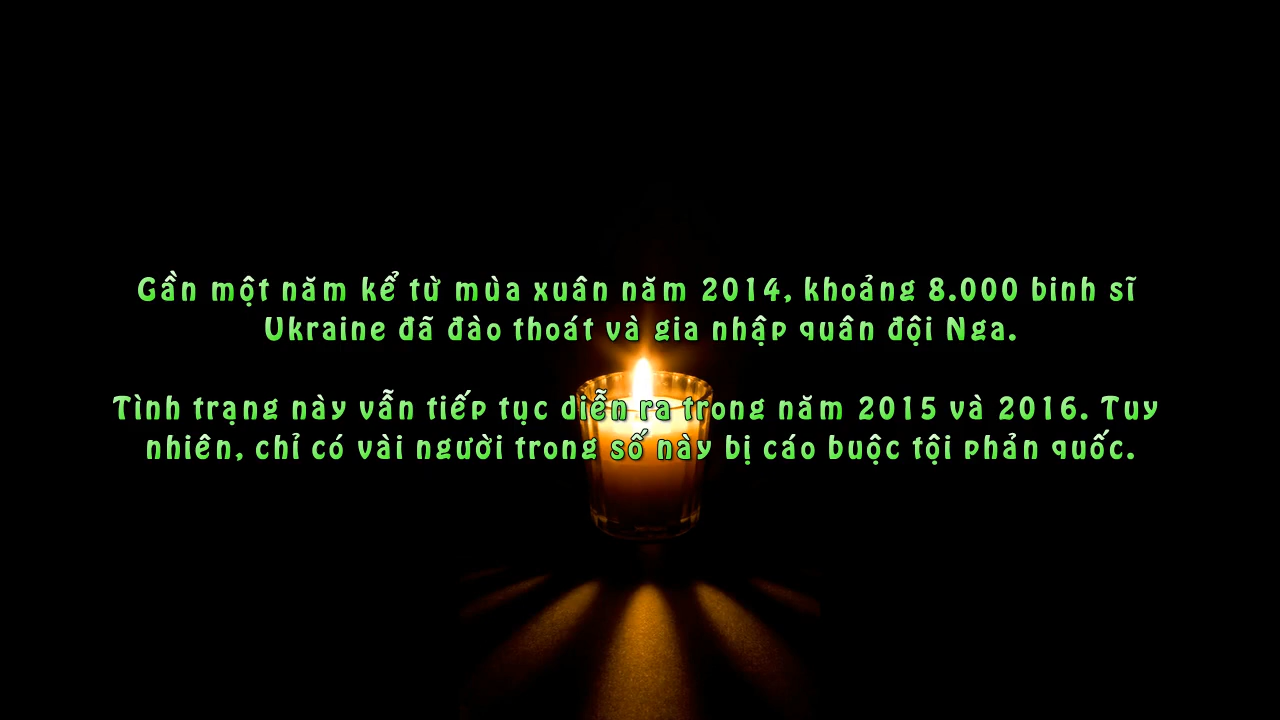 Gần một năm kể từ mùa xuân năm 2014, khoảng 8.000 binh sĩ
Ukraine đã đào thoát và gia nhập quân đội Nga.
Tình trạng này vẫn tiếp tục diễn ra trong năm 2015 và 2016. Tuy
nhiên, chỉ có vài người trong số này bị cáo buộc tội phản quốc.